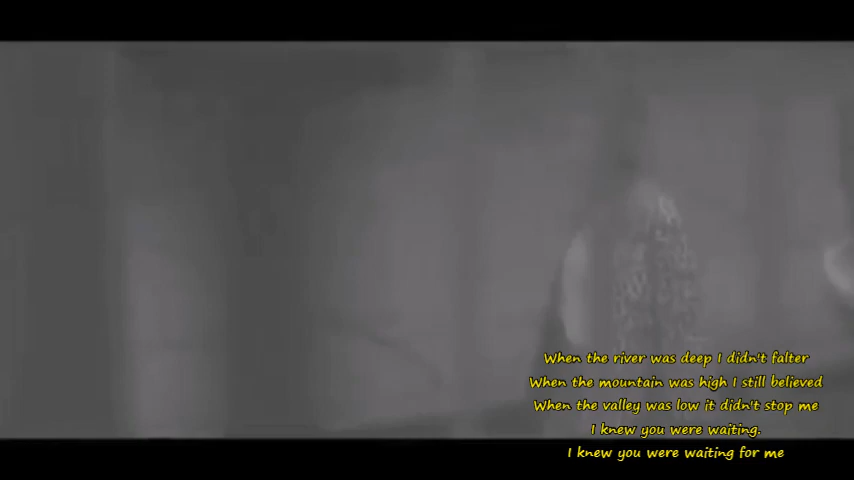 When the river was deep I didn't falter
When the mountain was high I still believed
When the valley was low it didn't stop me
I knew you were waiting.
I knew you were waiting for me